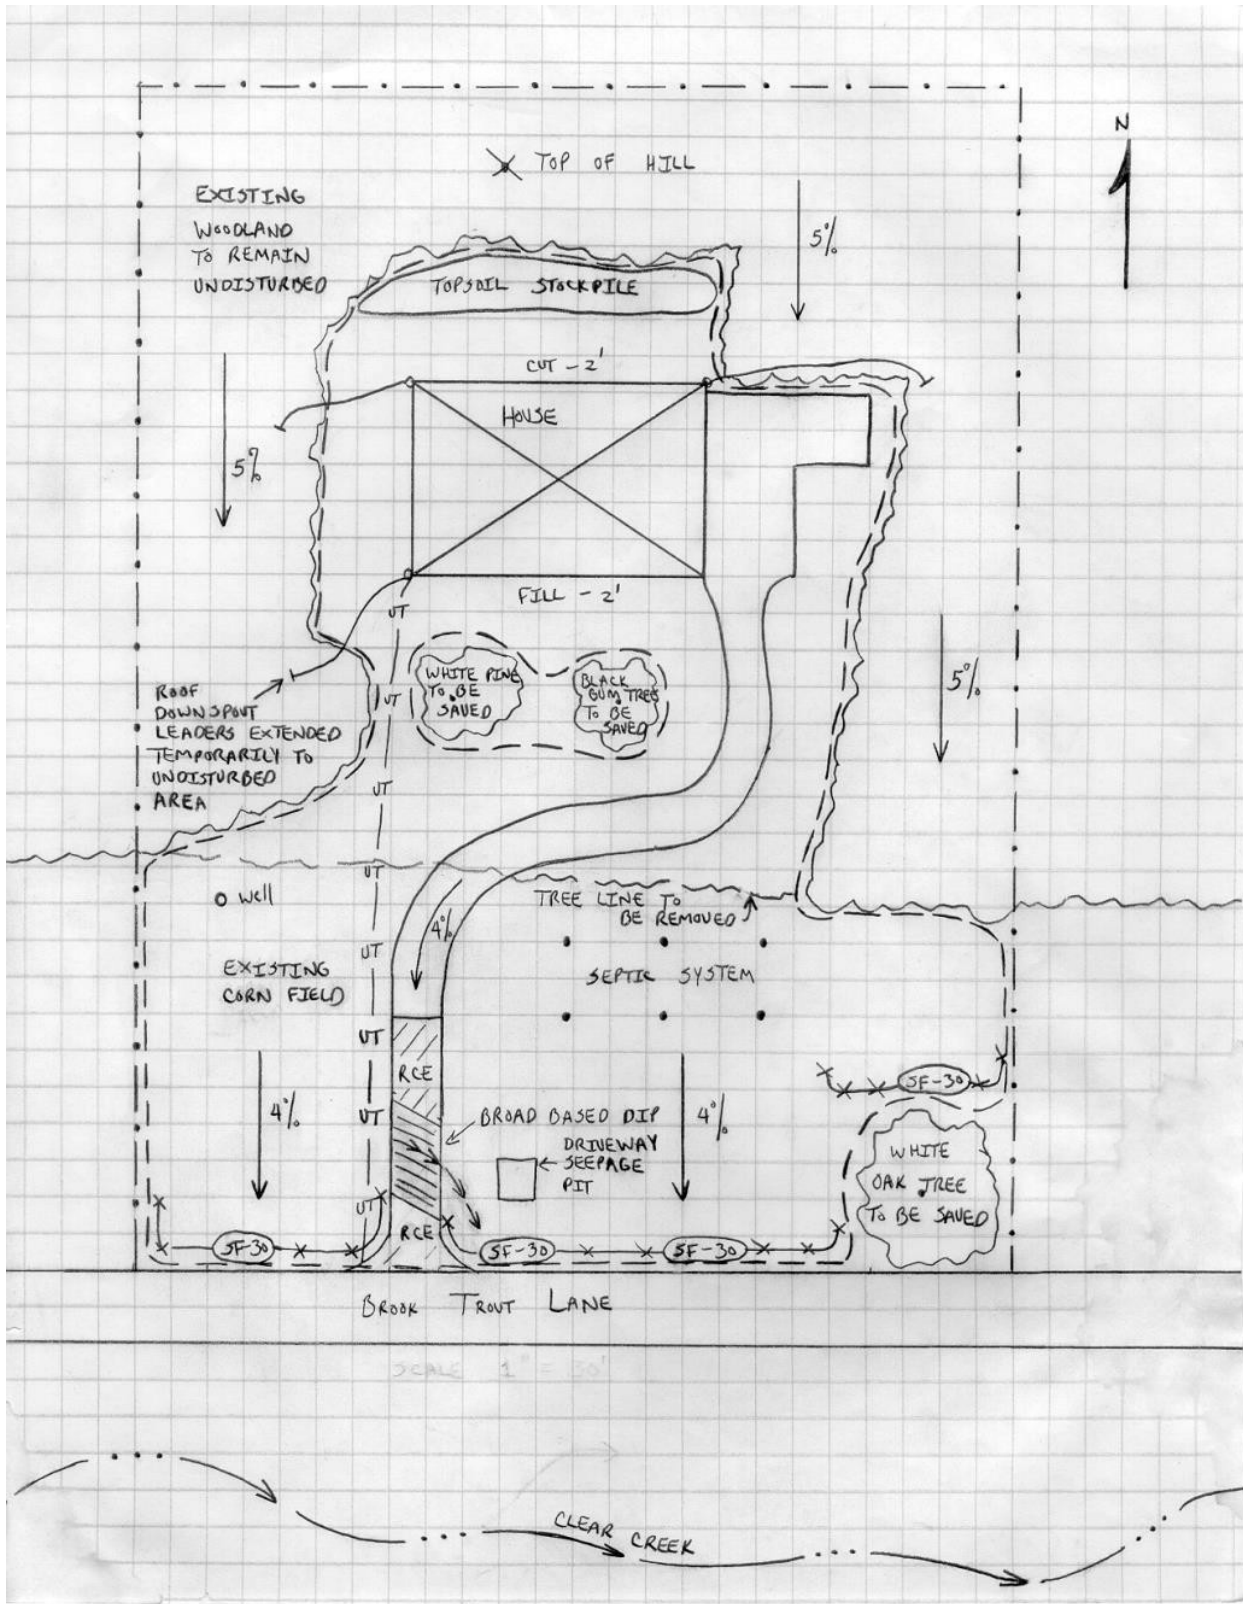 N
TOP OF HILL
EXISTING
WOODLAND
TO REMAIN
UNDISTURBED
5%
TOPSOIL STOCKPILE
CUT - 2'
HOUSE
5%
FILL - 2'
UT
WHITE PINE
TO BE
SAVED
BLACK
GUM TREE
TO BE
SAVED
5%
UT
ROOF
DOWNSPOUT
LEADERS EXTENDED
TEMPORARILY TO
UNDISTURBED
AREA
UT
UT
WELL
TREE LINE TO
BE REMOVED
4%
UT
EXISTING
CORN FIELD
SEPTIC SYSTEM
UT
RCE
SF-30
4%
UT
BROAD BASED DIP
4%
DRIVEWAY
SEEPAGE
PIT
WHITE
OAK TREE
TO BE SAVED
UT
RCE
SF-30
SF-30
SF-30
BROOK TROUT LANE
SCALE 1" = 30'
CLEAR CREEK